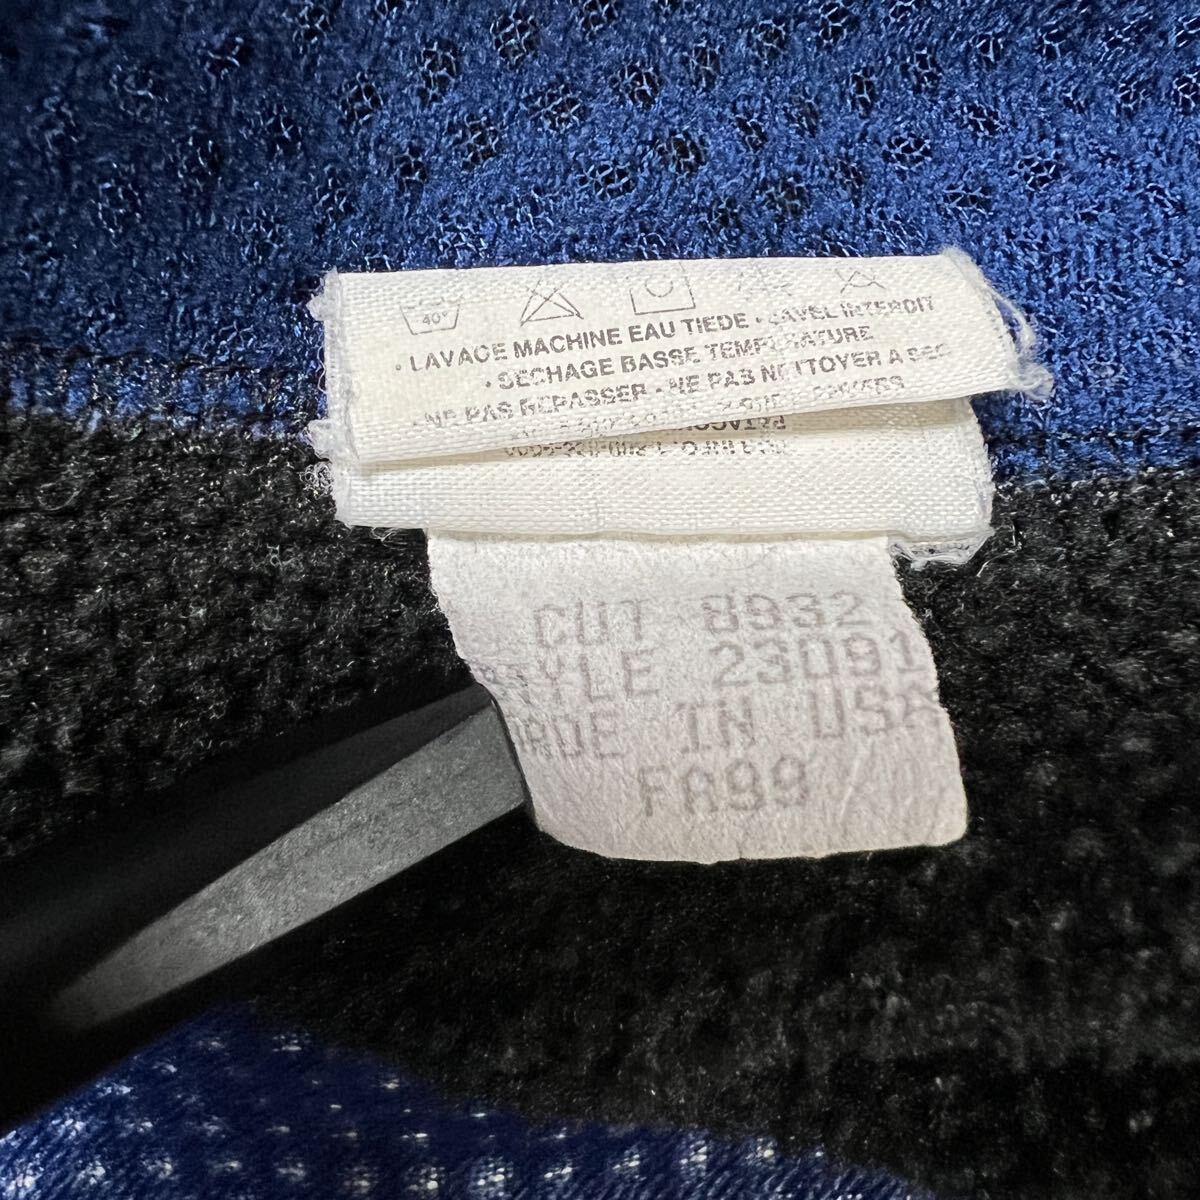 40°
• LAVAGE MACHINE EAU TIEDE • JAVEL INTERDIT
• SECHAGE BASSE TEMPERATURE
• NE PAS REPASSER • NE PAS NETTOYER A SEC
CUT 8932
STYLE 23091
MADE IN USA
FA99